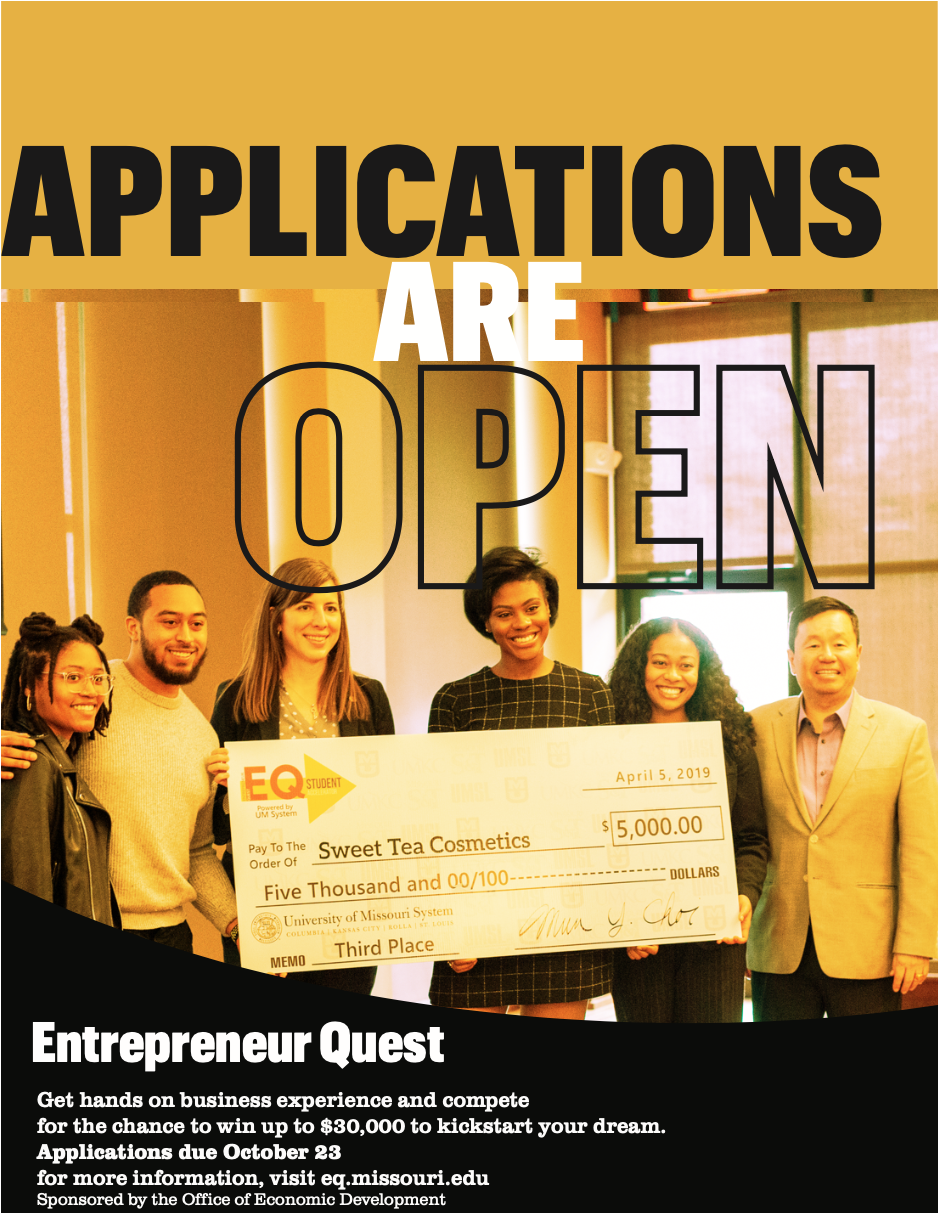 APPLICATIONS
ARE
OPEN
EQ STUDENT
Powered by
UM System
April 5, 2019
Pay To The
Order Of Sweet Tea Cosmetics $ 5,000.00
Five Thousand and 00/100 DOLLARS
University of Missouri System
COLUMBIA | KANSAS CITY | ROLLA | ST. LOUIS
Mun Y. Choi
MEMO Third Place
Entrepreneur Quest
Get hands on business experience and compete
for the chance to win up to $30,000 to kickstart your dream.
Applications due October 23
for more information, visit eq.missouri.edu
Sponsored by the Office of Economic Development